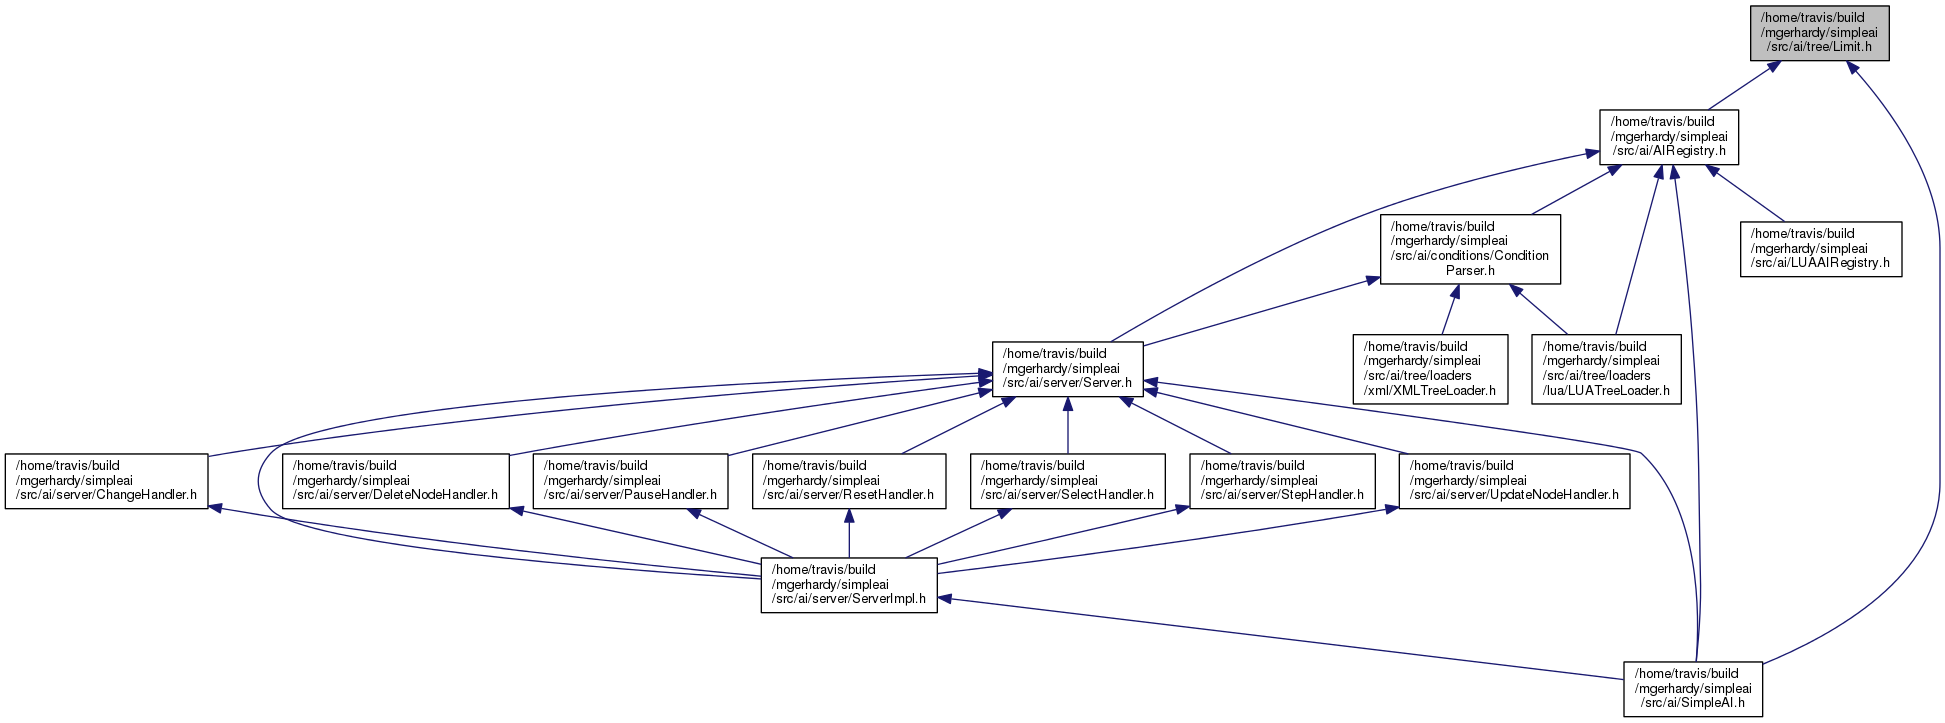 /home/travis/build
/mgerhardy/simpleai
/src/ai/tree/Limit.h
/home/travis/build
/mgerhardy/simpleai
/src/ai/AIRegistry.h
/home/travis/build
/mgerhardy/simpleai
/src/ai/conditions/Condition
Parser.h
/home/travis/build
/mgerhardy/simpleai
/src/ai/LUAAIRegistry.h
/home/travis/build
/mgerhardy/simpleai
/src/ai/server/Server.h
/home/travis/build
/mgerhardy/simpleai
/src/ai/tree/loaders
/xml/XMLTreeLoader.h
/home/travis/build
/mgerhardy/simpleai
/src/ai/tree/loaders
/lua/LUATreeLoader.h
/home/travis/build
/mgerhardy/simpleai
/src/ai/server/ChangeHandler.h
/home/travis/build
/mgerhardy/simpleai
/src/ai/server/DeleteNodeHandler.h
/home/travis/build
/mgerhardy/simpleai
/src/ai/server/PauseHandler.h
/home/travis/build
/mgerhardy/simpleai
/src/ai/server/ResetHandler.h
/home/travis/build
/mgerhardy/simpleai
/src/ai/server/SelectHandler.h
/home/travis/build
/mgerhardy/simpleai
/src/ai/server/StepHandler.h
/home/travis/build
/mgerhardy/simpleai
/src/ai/server/UpdateNodeHandler.h
/home/travis/build
/mgerhardy/simpleai
/src/ai/server/ServerImpl.h
/home/travis/build
/mgerhardy/simpleai
/src/ai/SimpleAI.h